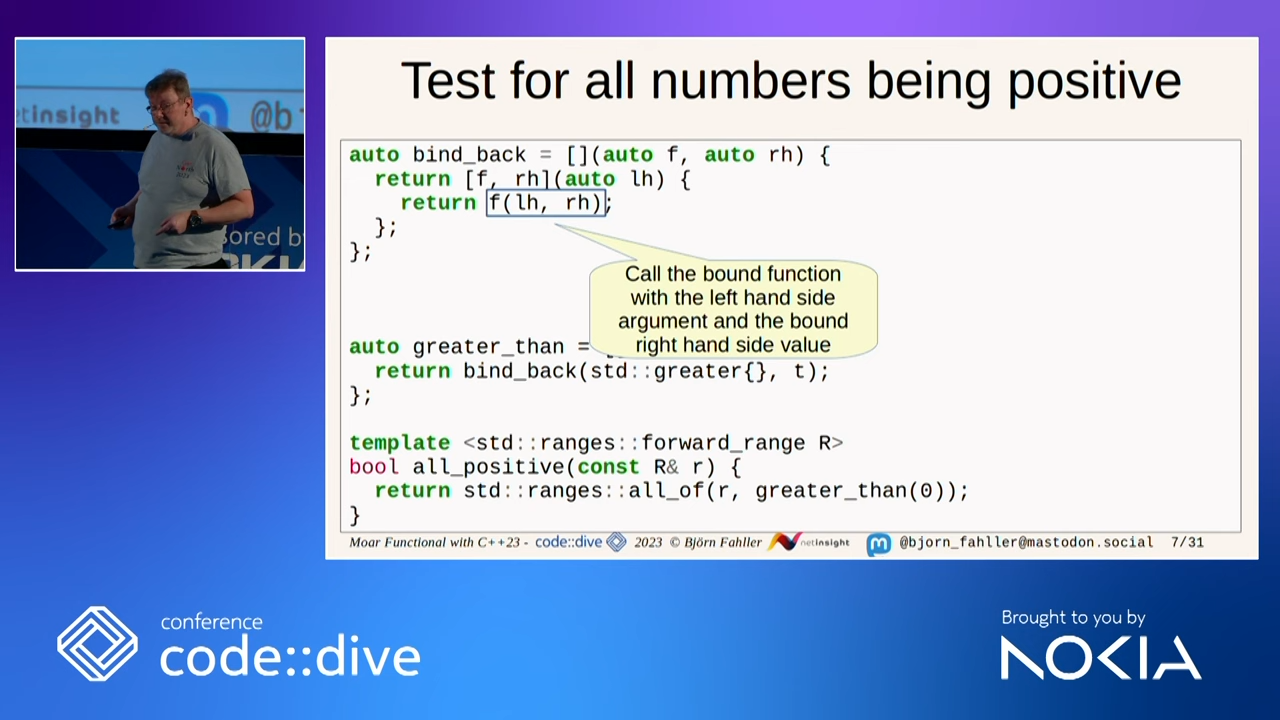 etinsight @b
sored by
NOKIA
Test for all numbers being positive
auto bind_back = [](auto f, auto rh) {
return [f, rh](auto lh) {
return f(lh, rh);
};
};
Call the bound function
with the left hand side
argument and the bound
right hand side value
auto greater_than =
return bind_back(std::greater{}, t);
};
template <std::ranges::forward_range R>
bool all_positive(const R& r) {
return std::ranges::all_of(r, greater_than(0));
}
Moar Functional with C++23 - code::dive 2023 © Björn Fahller netinsight @bjorn_fahller@mastodon.social 7/31
conference
code::dive
Brought to you by
NOKIA